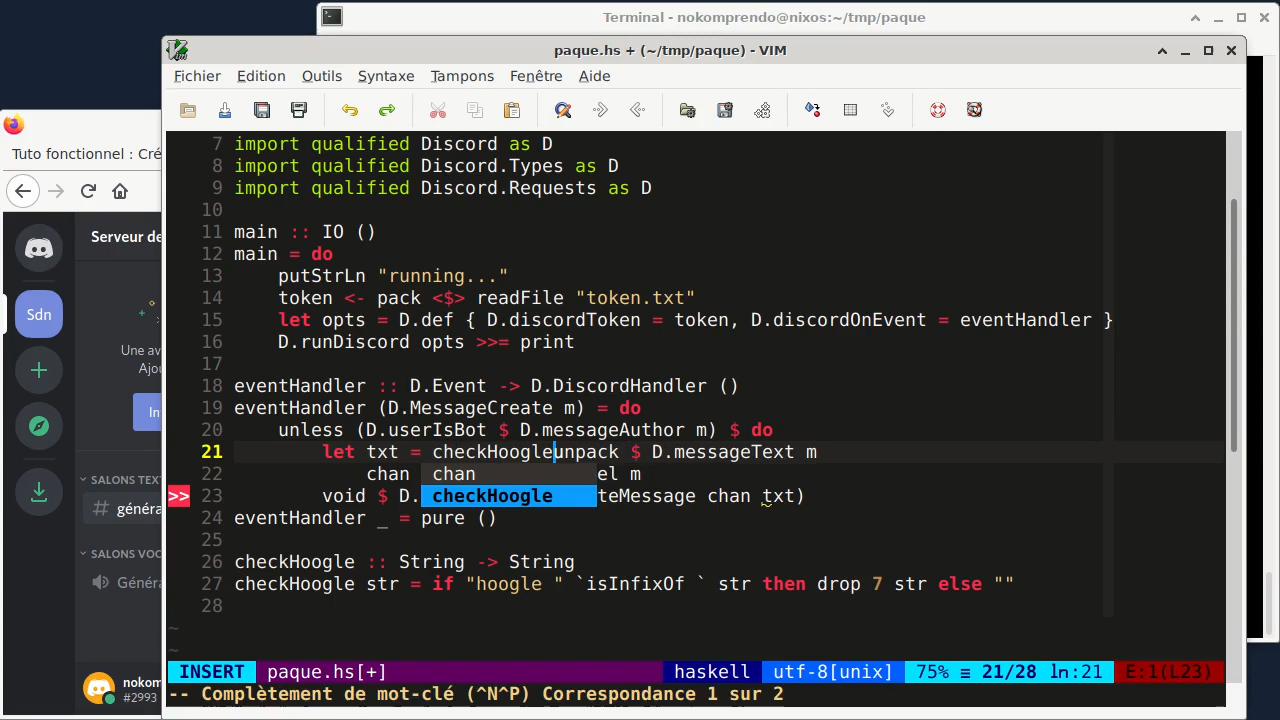 Terminal - nokomprendo@nixos:~/tmp/paque
paque.hs + (~/tmp/paque) - VIM
Fichier Edition Outils Syntaxe Tampons Fenêtre Aide
Tuto fonctionnel : Cré
Serveur de
Sdn
Une av
Ajou
In
SALONS TEXT
# généra
SALONS VOC
Généra
nokom
#2993
7 import qualified Discord as D
8 import qualified Discord.Types as D
9 import qualified Discord.Requests as D
10
11 main :: IO ()
12 main = do
13     putStrLn "running..."
14     token <- pack <$> readFile "token.txt"
15     let opts = D.def { D.discordToken = token, D.discordOnEvent = eventHandler }
16     D.runDiscord opts >>= print
17
18 eventHandler :: D.Event -> D.DiscordHandler ()
19 eventHandler (D.MessageCreate m) = do
20     unless (D.userIsBot $ D.messageAuthor m) $ do
21         let txt = checkHoogleunpack $ D.messageText m
22             chan chan el m
>> 23         void $ D. checkHoogle teMessage chan txt)
24 eventHandler _ = pure ()
25
26 checkHoogle :: String -> String
27 checkHoogle str = if "hoogle " `isInfixOf ` str then drop 7 str else ""
28
~
~
INSERT paque.hs[+] haskell utf-8[unix] 75% ≡ 21/28 ㏑:21 E:1(L23)
-- Complètement de mot-clé (^N^P) Correspondance 1 sur 2